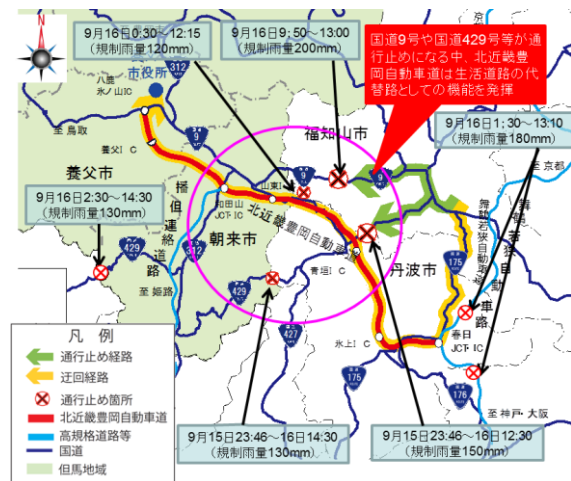 N
9月16日0:30～12:15
（規制雨量120mm）
9月16日9:50～13:00
（規制雨量200mm）
国道9号や国道429号等が通
行止めになる中、北近畿豊
岡自動車道は生活道路の代
替路としての機能を発揮
9月16日1:30～13:10
（規制雨量180mm）
八鹿
氷ノ山IC
市役所
312
至 鳥取
養父IC
9
福知山市
9
至 京都
養父市
9月16日2:30～14:30
（規制雨量130mm）
播但連絡道路
和田山
JCT・IC
山東IC
北近畿豊岡自動車道
舞鶴若狭自動車道
舞鶴若狭自動車路
429
312
朝来市
至 姫路
青垣IC
丹波市
175
429
427
氷上IC
春日
JCT・IC
175
176
至 神戸・大阪
凡 例
通行止め経路
迂回経路
通行止め箇所
北近畿豊岡自動車道
高規格道路等
国道
但馬地域
9月15日23:46～16日14:30
（規制雨量130mm）
9月15日23:46～16日12:30
（規制雨量150mm）